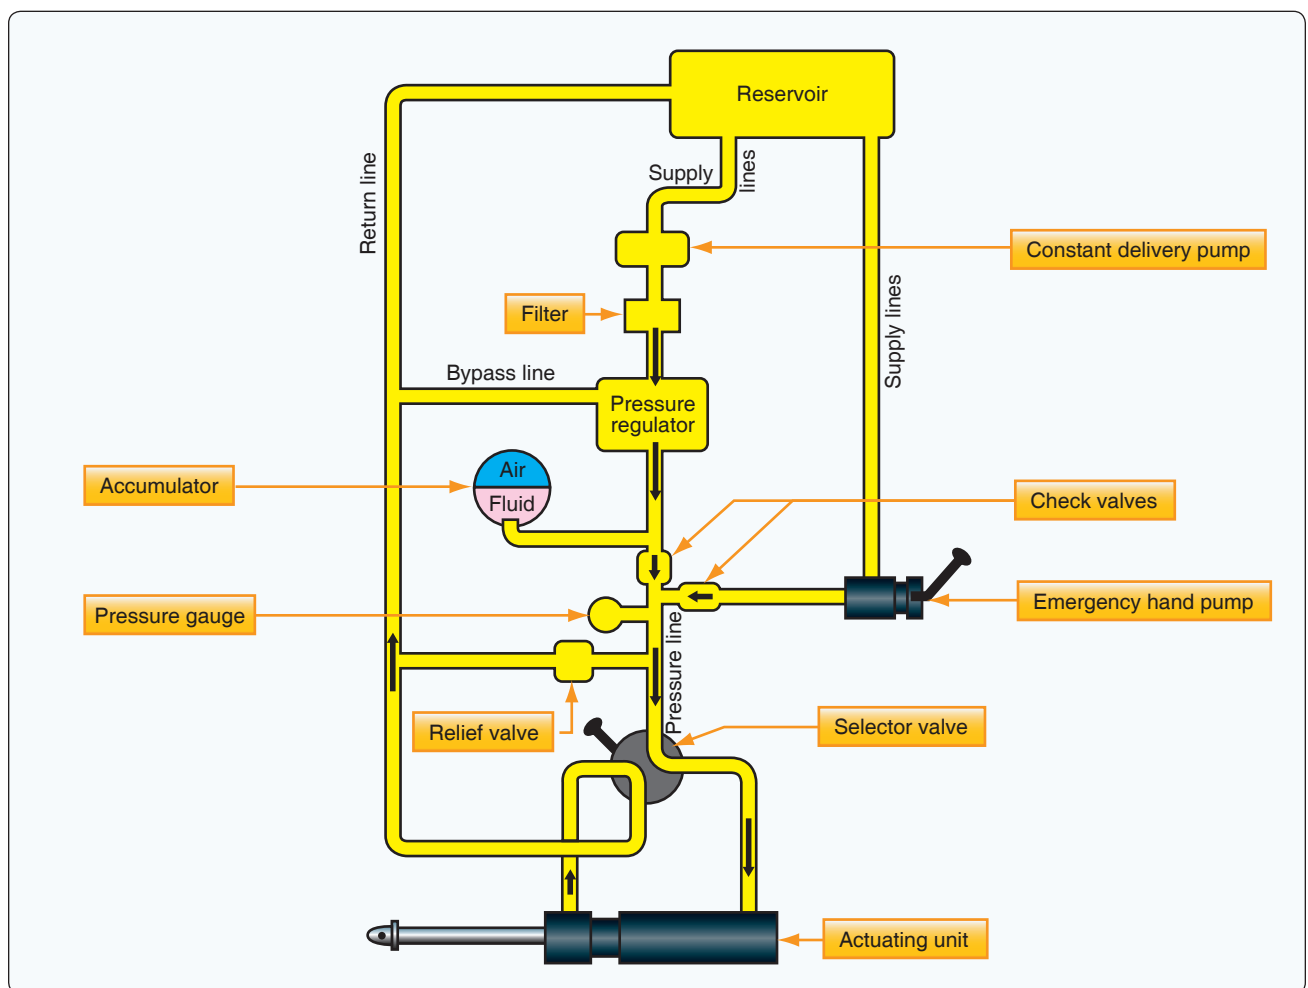 Reservoir
Supply
lines
Return line
Constant delivery pump
Supply lines
Filter
Bypass line
Pressure
regulator
Air
Fluid
Accumulator
Check valves
Pressure gauge
Emergency hand pump
Pressure line
Relief valve
Selector valve
Actuating unit